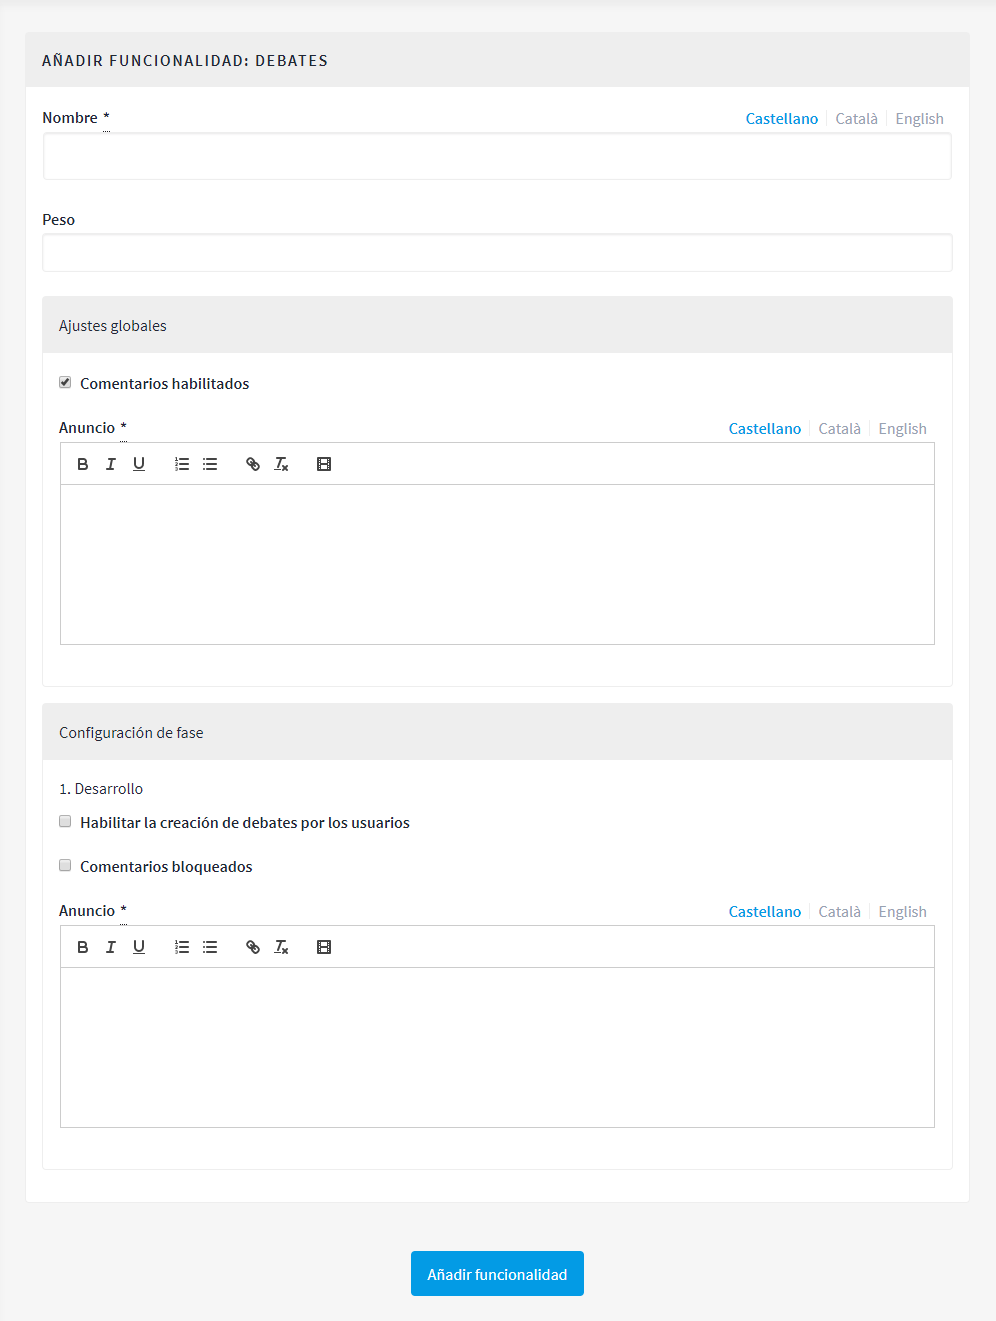 AÑADIR FUNCIONALIDAD: DEBATES
Nombre * Castellano Català English
Peso
Ajustes globales
Comentarios habilitados
Anuncio * Castellano Català English
Configuración de fase
1. Desarrollo
Habilitar la creación de debates por los usuarios
Comentarios bloqueados
Anuncio * Castellano Català English
Añadir funcionalidad